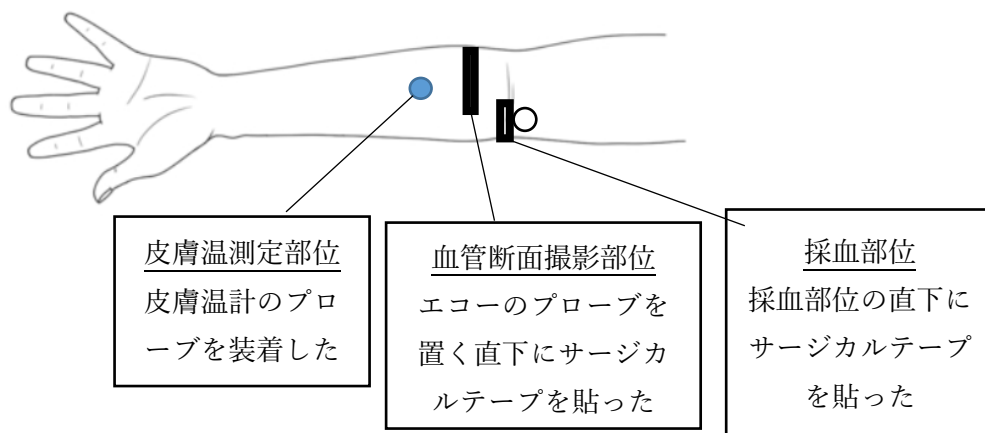 皮膚温測定部位
皮膚温計のプロ
ーブを装着した
血管断面撮影部位
エコーのプローブを
置く直下にサージカ
ルテープを貼った
採血部位
採血部位の直下に
サージカルテープ
を貼った